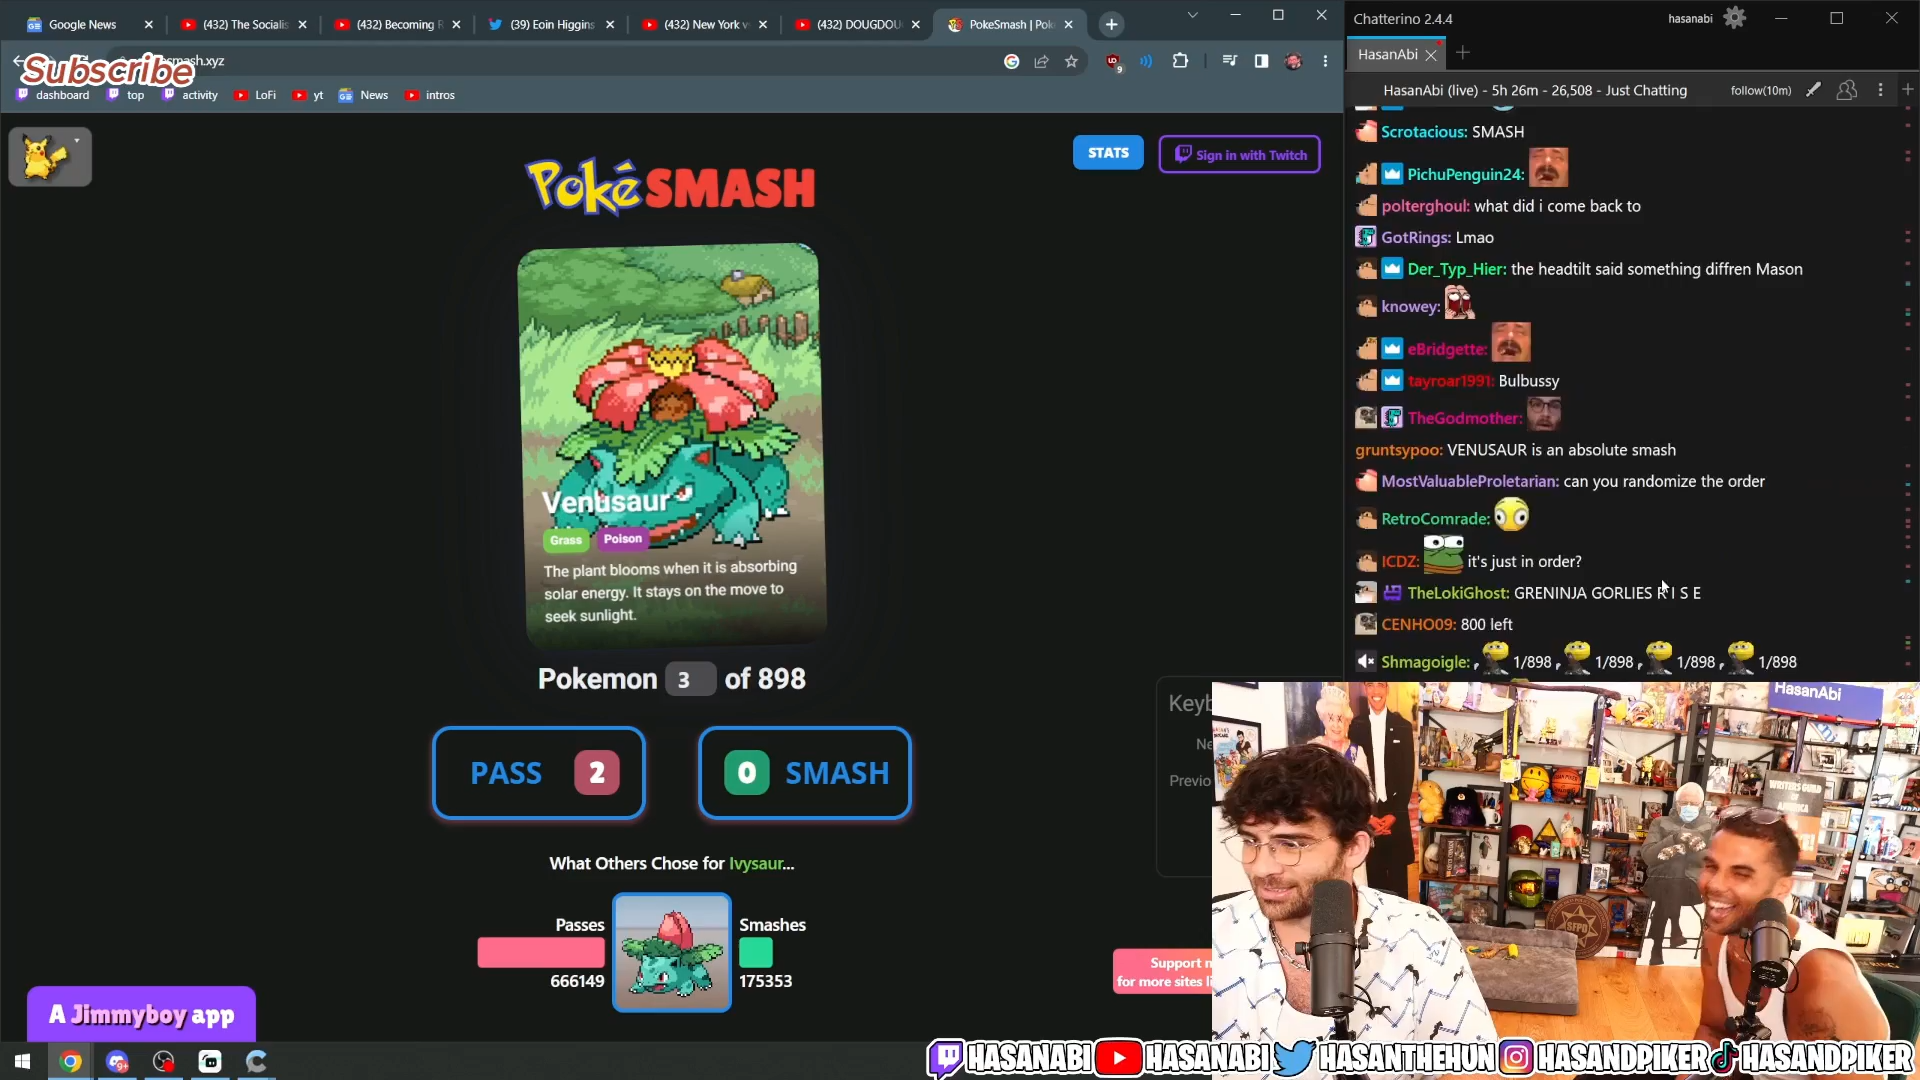 Google News
(432) The Socialis
(432) Becoming R
(39) Eoin Higgins
(432) New York v
(432) DOUGDOU
PokeSmash | Pok
Chatterino 2.4.4
hasanabi
smash.xyz
Subscribe
HasanAbi
dashboard
top
activity
LoFi
yt
News
intros
HasanAbi (live) - 5h 26m - 26,508 - Just Chatting
follow(10m)
STATS
Sign in with Twitch
PokéSMASH
Venusaur
Grass
Poison
The plant blooms when it is absorbing
solar energy. It stays on the move to
seek sunlight.
Pokemon 3 of 898
PASS 2
0 SMASH
What Others Chose for Ivysaur...
Passes
Smashes
666149
175353
A Jimmyboy app
Keyb
Ne
Previo
Support m
for more sites li
Scrotacious: SMASH
PichuPenguin24:
polterghoul: what did i come back to
GotRings: Lmao
Der_Typ_Hier: the headtilt said something diffren Mason
knowey:
eBridgette:
tayroar1991: Bulbussy
TheGodmother:
gruntsypoo: VENUSAUR is an absolute smash
MostValuableProletarian: can you randomize the order
RetroComrade:
ICDZ: it's just in order?
TheLokiGhost: GRENINJA GORLIES R I S E
CENHO09: 800 left
Shmagoigle: , 1/898 , 1/898 , 1/898 , 1/898
HasanAbi
WRITERS GUILD
AMERICA
SFPD
HASANABI
HASANABI
HASANTHEHUN
HASANDPIKER
HASANDPIKER